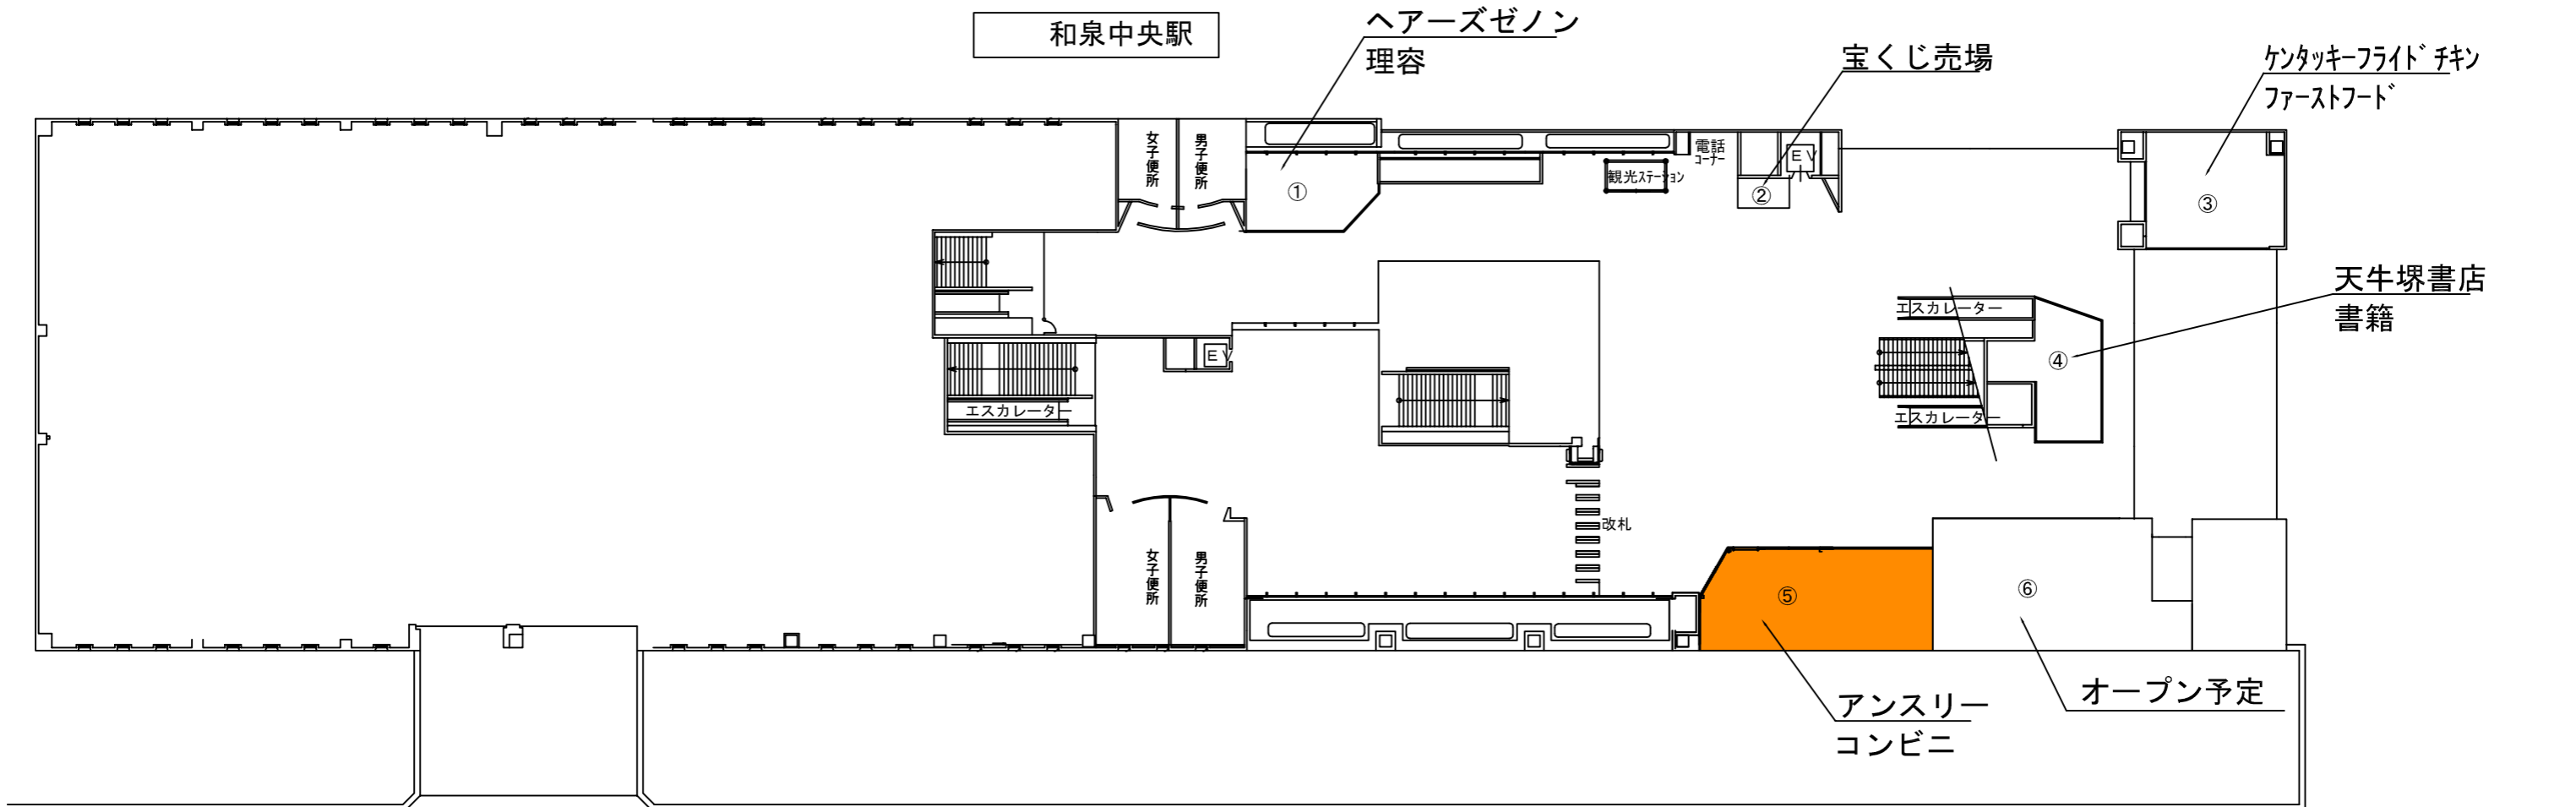 和泉中央駅
ヘアーズゼノン
理容
宝くじ売場
ケンタッキーフライドチキン
ファーストフード
女子便所
男子便所
①
観光ステーション
電話
コーナー
EV
②
③
天牛堺書店
書籍
エスカレーター
④
エスカレーター
EV
エスカレーター
改札
女子便所
男子便所
⑤
⑥
アンスリー
コンビニ
オープン予定